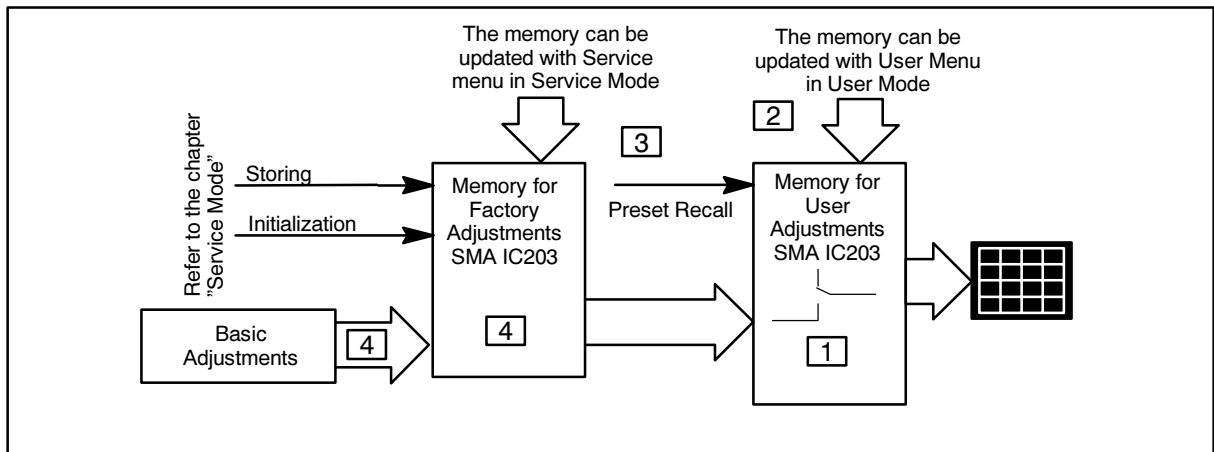 The memory can be
updated with Service
menu in Service Mode
The memory can be
updated with User Menu
in User Mode
2
3
Refer to the chapter
”Service Mode”
Storing
Initialization
Memory for
Factory
Adjustments
SMA IC203
4
Preset Recall
Memory for
User
Adjustments
SMA IC203
1
Basic
Adjustments
4